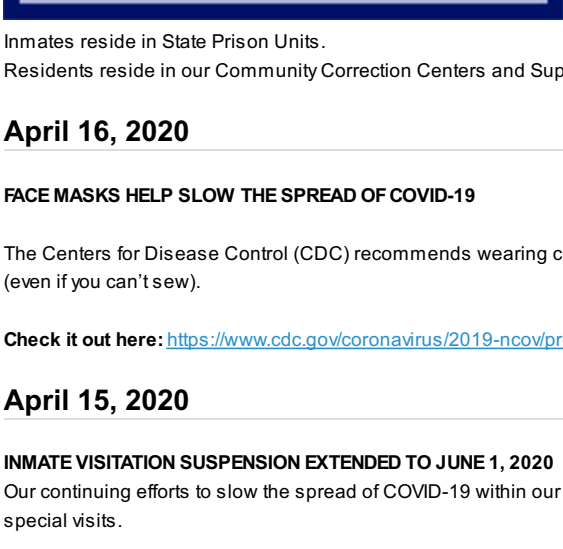 Inmates reside in State Prison Units.
Residents reside in our Community Correction Centers and
April 16, 2020
FACE MASKS HELP SLOW THE SPREAD OF COVID-19
The Centers for Disease Control (CDC) recommends wearing
(even if you can't sew).
Check it out here: https://www.cdc.gov/coronavirus/2019-ncov/pr
April 15, 2020
INMATE VISITATION SUSPENSION EXTENDED TO JUNE 1, 2020
Our continuing efforts to slow the spread of COVID-19 within our
special visits.